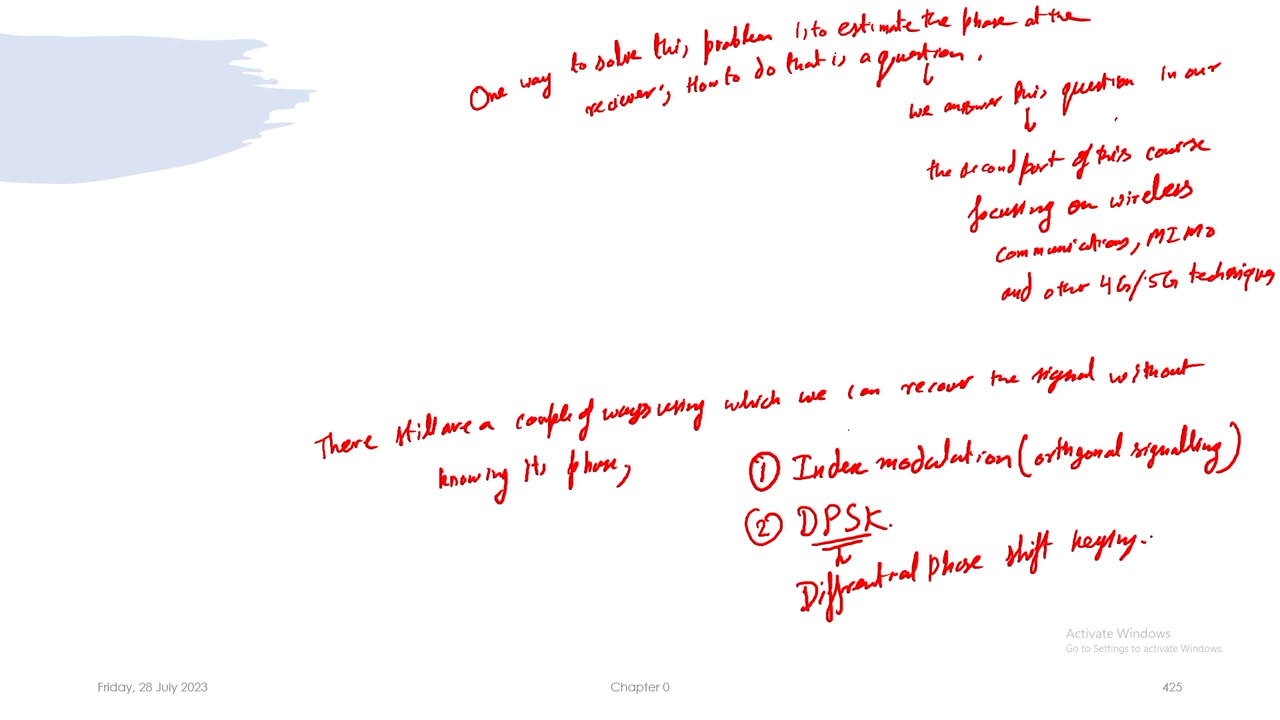 One way to solve this problem is to estimate the phase at the
reciever; How to do that is a question.
we answer this question in our
the second part of this course
focussing on wireless
communications, MIMO
and other 4G/5G techniques
There still are a couple of ways using which we can recover the signal without
knowing its phase,
① Index modulation (orthogonal signalling)
② DPSK.
Diffrential phase shift keying..
Activate Windows
Go to Settings to activate Windows.
Friday, 28 July 2023
Chapter 0
425